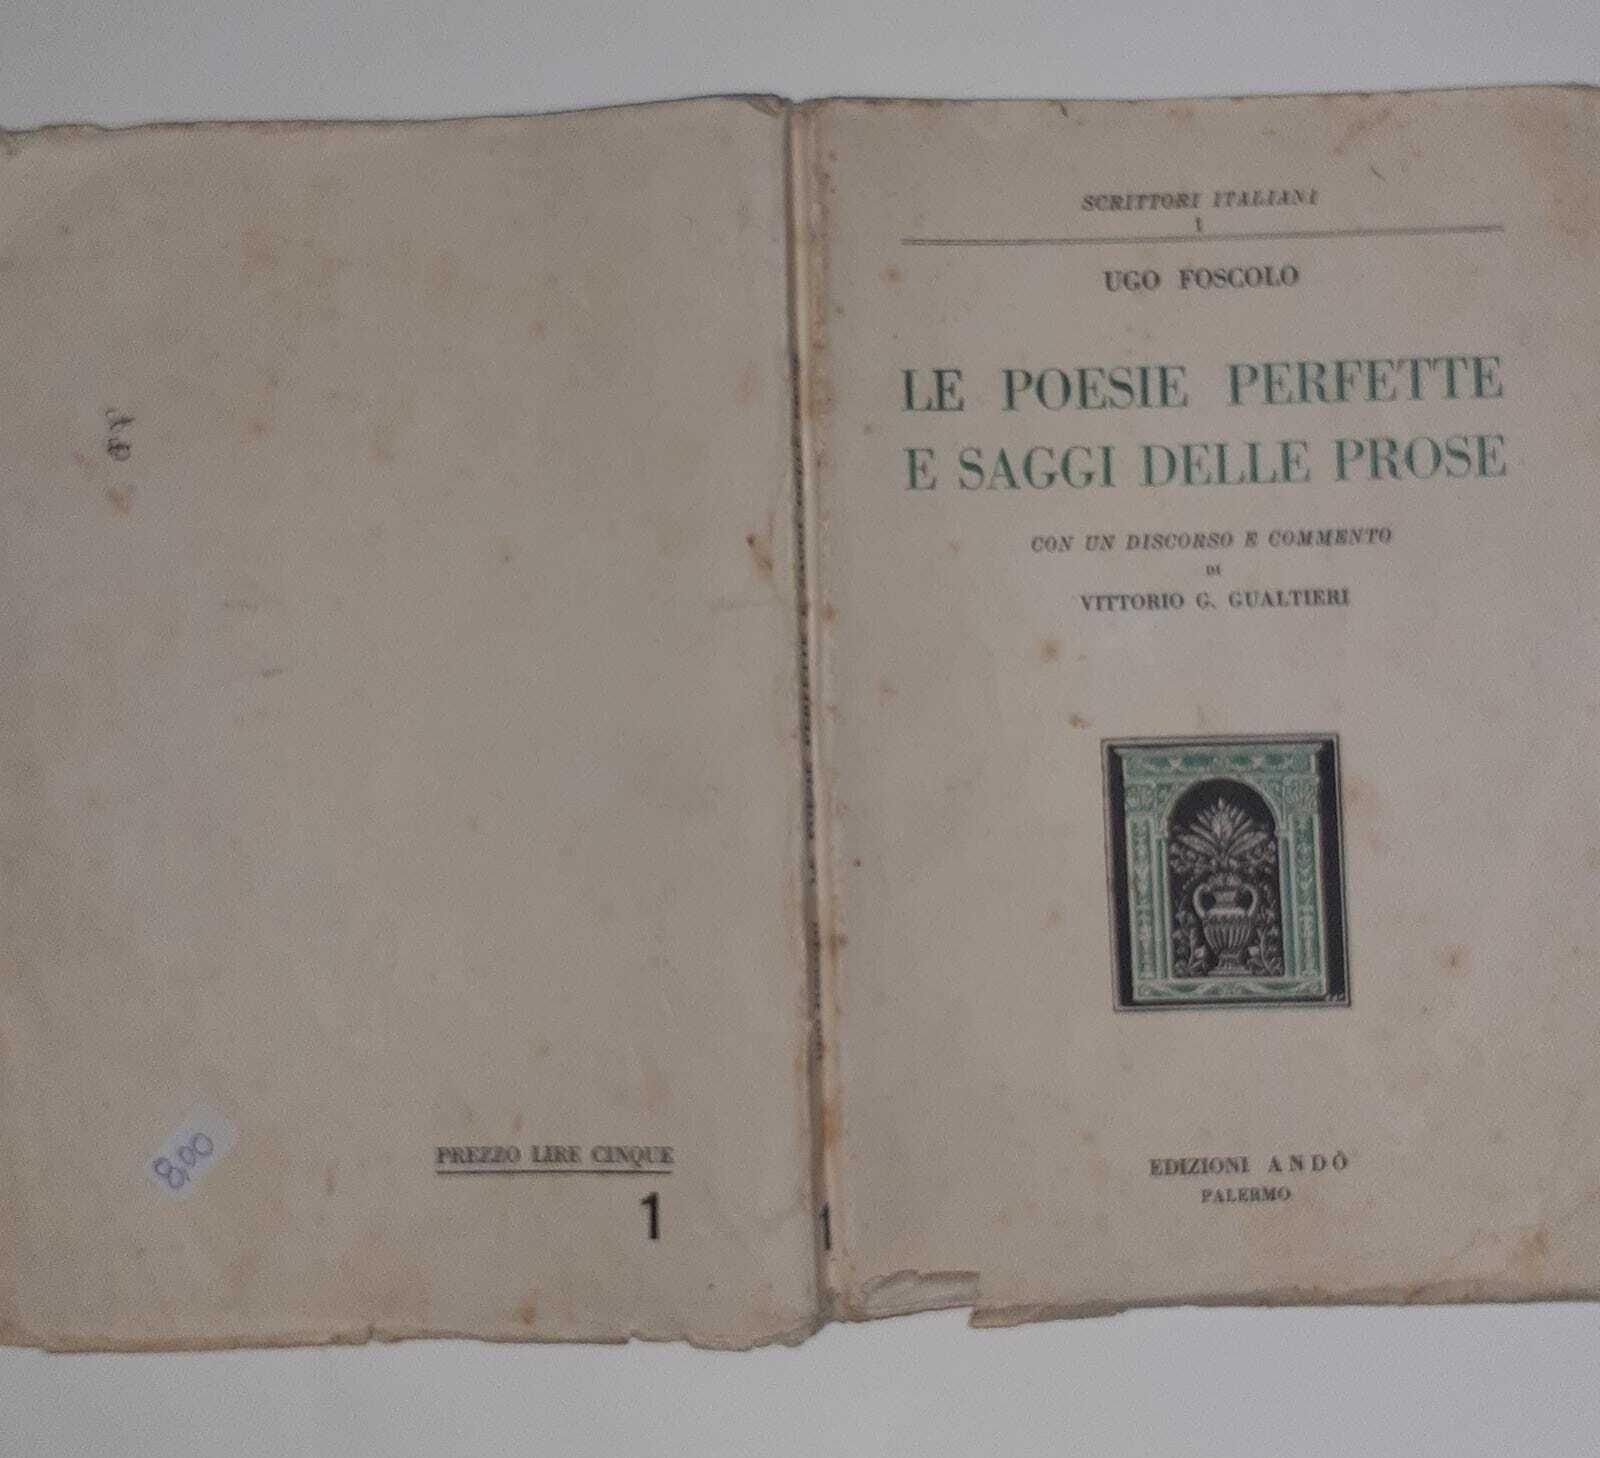 SCRITTORI ITALIANI
1
UGO FOSCOLO
LE POESIE PERFETTE
E SAGGI DELLE PROSE
CON UN DISCORSO E COMMENTO
DI
VITTORIO G. GUALTIERI
EDIZIONI ANDÒ
PALERMO
PREZZO LIRE CINQUE
1
1
8,00